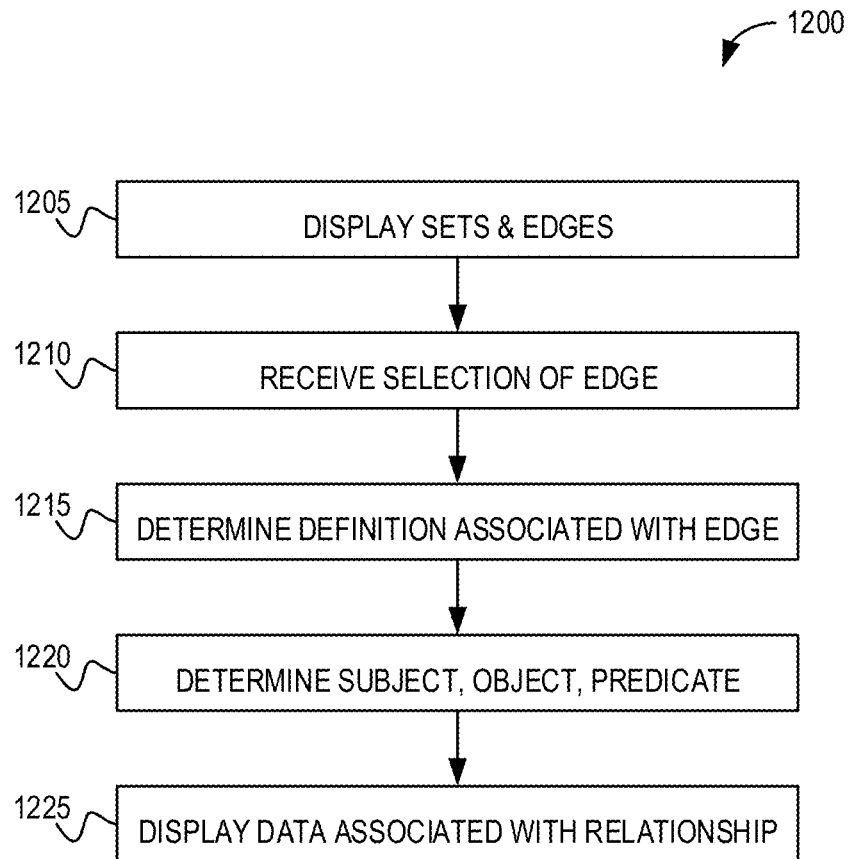 1200
1205
DISPLAY SETS & EDGES
1210
RECEIVE SELECTION OF EDGE
1215
DETERMINE DEFINITION ASSOCIATED WITH EDGE
1220
DETERMINE SUBJECT, OBJECT, PREDICATE
1225
DISPLAY DATA ASSOCIATED WITH RELATIONSHIP